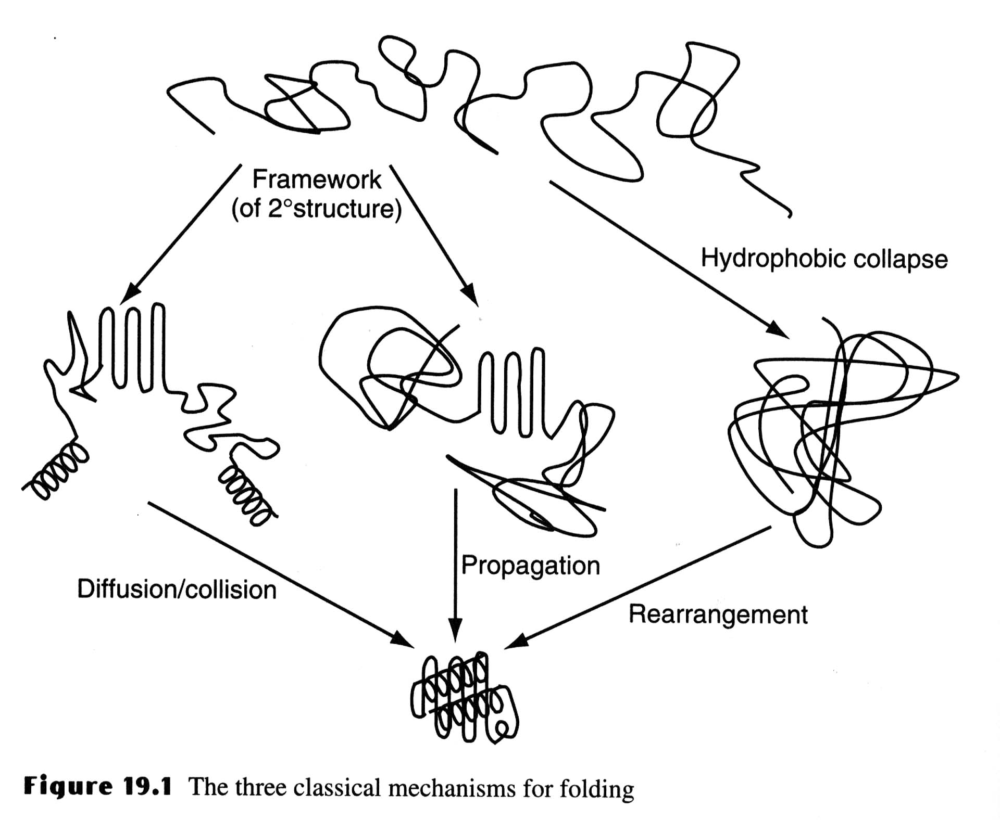 Framework
(of 2°structure)
Hydrophobic collapse
Propagation
Diffusion/collision
Rearrangement
Figure 19.1 The three classical mechanisms for folding